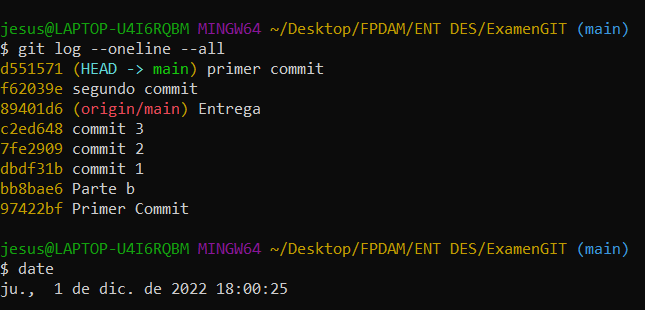 jesus@LAPTOP-U4I6RQBM MINGW64 ~/Desktop/FPDAM/ENT DES/ExamenGIT (main)
$ git log --oneline --all
d551571 (HEAD -> main) primer commit
f62039e segundo commit
89401d6 (origin/main) Entrega
c2ed648 commit 3
7fe2909 commit 2
dbdf31b commit 1
bb8bae6 Parte b
97422bf Primer Commit
jesus@LAPTOP-U4I6RQBM MINGW64 ~/Desktop/FPDAM/ENT DES/ExamenGIT (main)
$ date
ju.,  1 de dic. de 2022 18:00:25